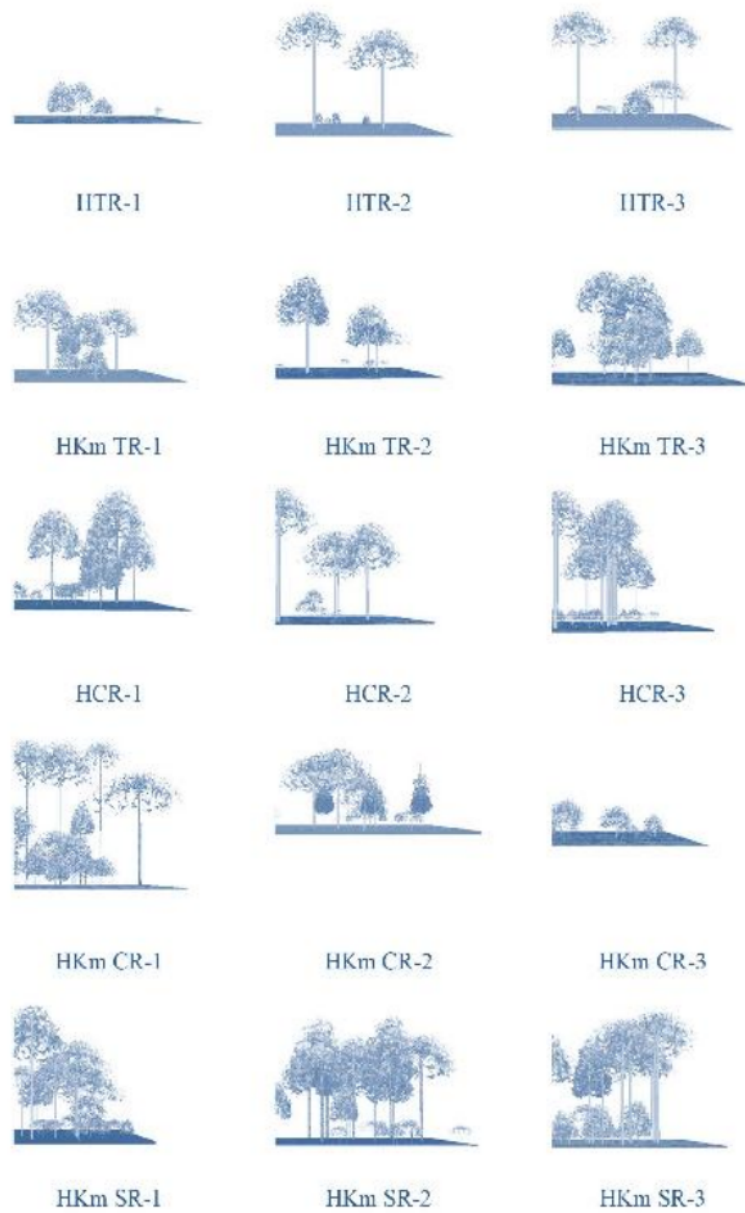 HTR-1
HTR-2
HTR-3
HKm TR-1
HKm TR-2
HKm TR-3
HCR-1
HCR-2
HCR-3
HKm CR-1
HKm CR-2
HKm CR-3
HKm SR-1
HKm SR-2
HKm SR-3